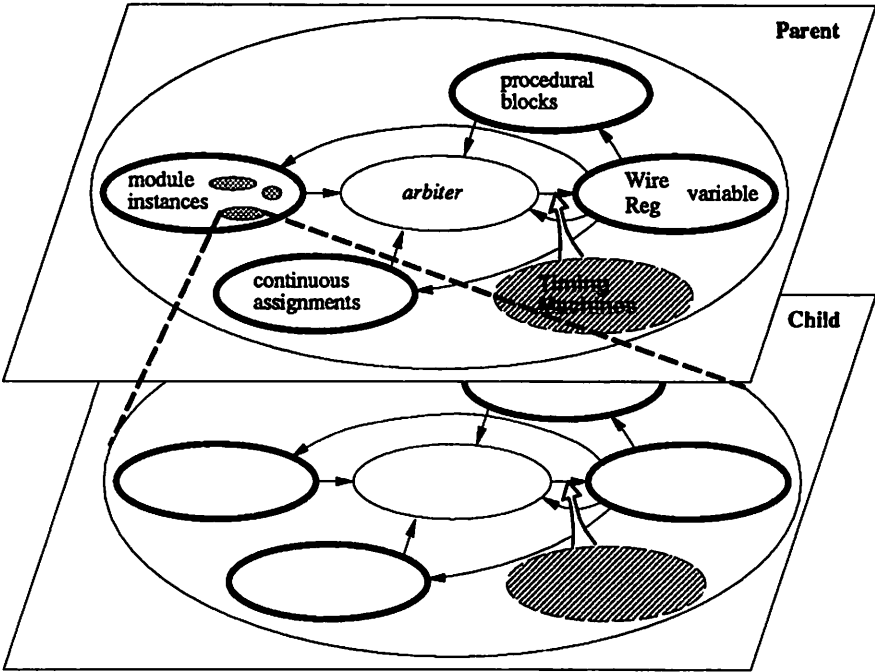 Parent
procedural
blocks
module
instances
arbiter
Wire
Reg
variable
continuous
assignments
Timing
Machines
Child